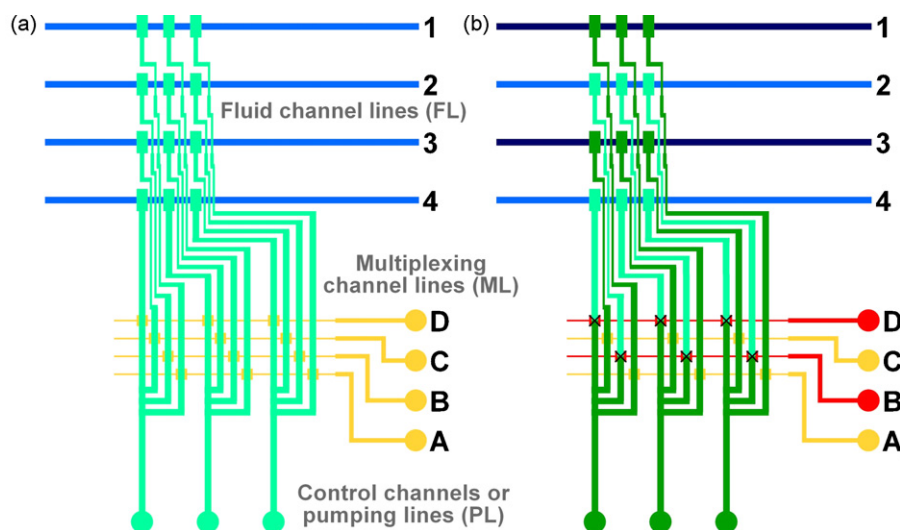 (a)
1
2
Fluid channel lines (FL)
3
4
Multiplexing
channel lines (ML)
D
C
B
A
Control channels or
pumping lines (PL)
(b)
1
2
3
4
D
C
B
A